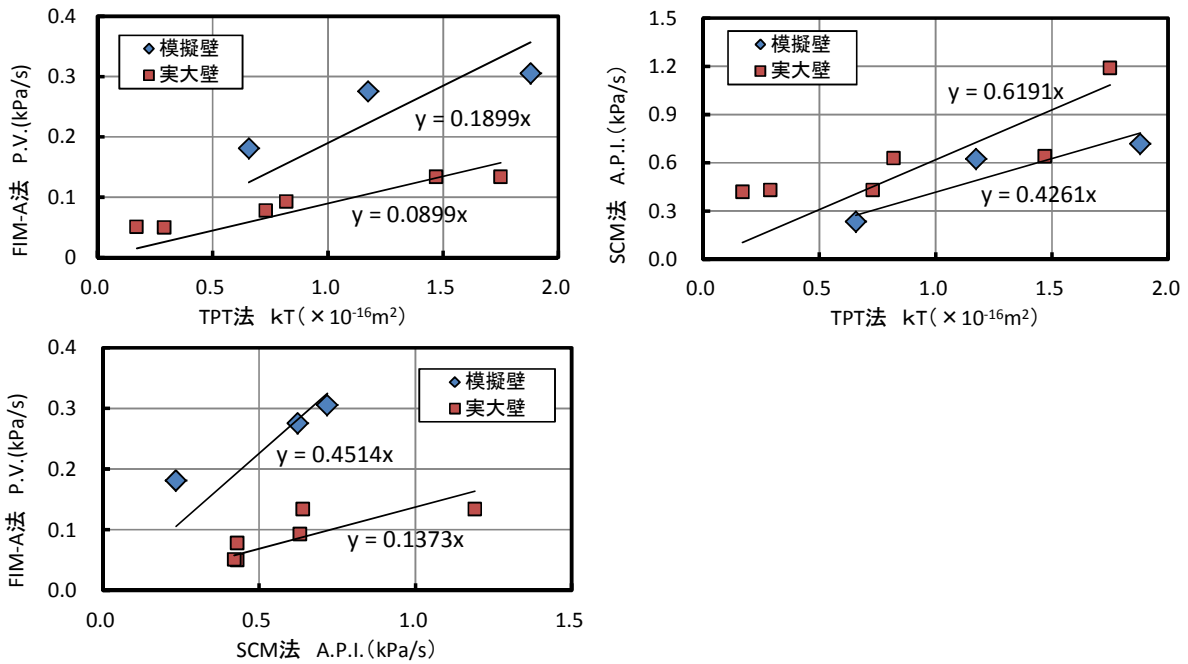 0.4
0.3
0.2
0.1
0
FIM-A法 P.V.(kPa/s)
模擬壁
実大壁
y = 0.1899x
y = 0.0899x
0.0 0.5 1.0 1.5 2.0
TPT法 kT(×10⁻¹⁶m²)
1.5
1.2
0.9
0.6
0.3
0.0
SCM法 A.P.I.(kPa/s)
模擬壁
実大壁
y = 0.6191x
y = 0.4261x
0.0 0.5 1.0 1.5 2.0
TPT法 kT(×10⁻¹⁶m²)
0.4
0.3
0.2
0.1
0.0
FIM-A法 P.V.(kPa/s)
模擬壁
実大壁
y = 0.4514x
y = 0.1373x
0.0 0.5 1.0 1.5
SCM法 A.P.I.(kPa/s)